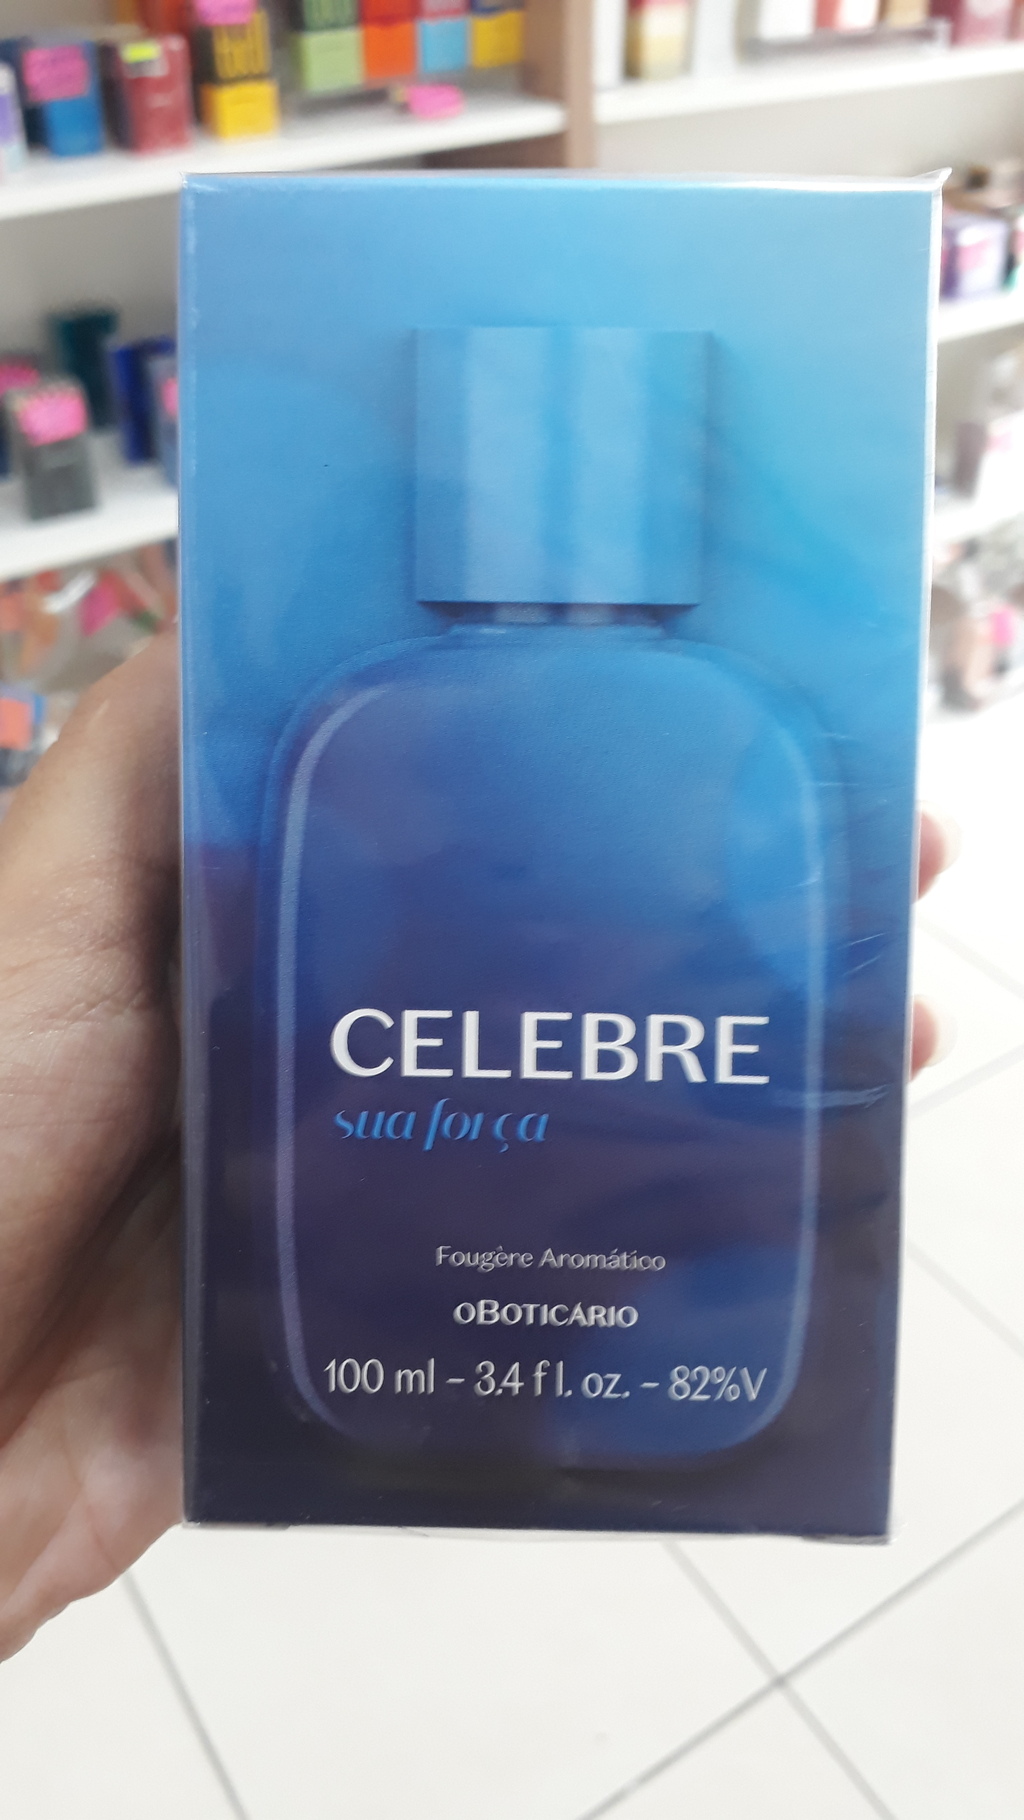 CELEBRE
sua força
Fougère Aromático
OBOTICÁRIO
100 ml - 3.4 fl. oz. - 82%V